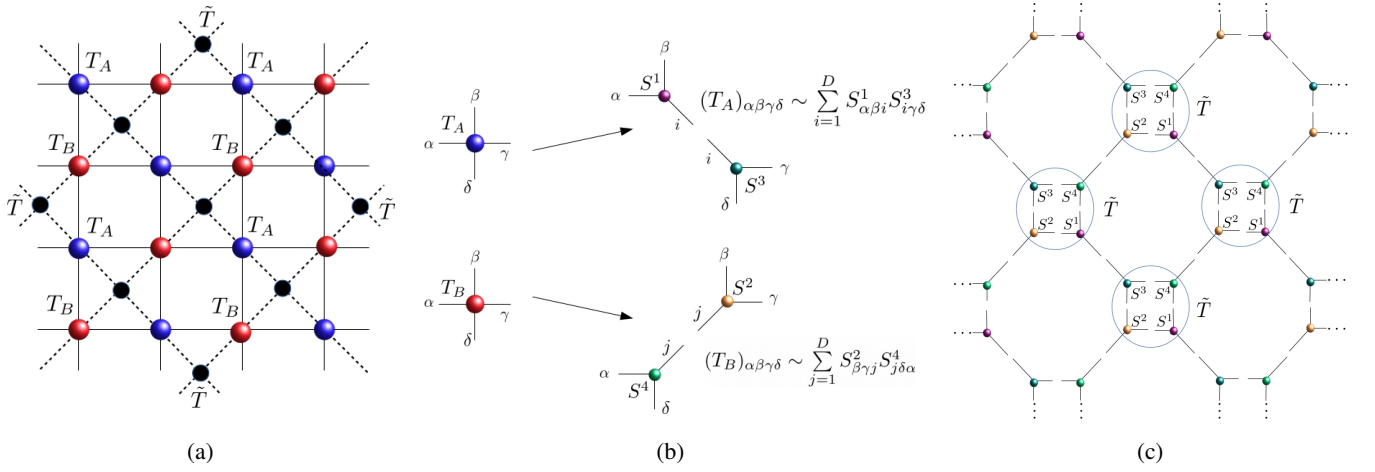 T̃
T_A T_A
T_B T_B
T̃ T̃
T_A T_A
T_B T_B
T̃
(a)
β
T_A
α γ
δ
β
S^1
α
i
i
γ
S^3
δ
(T_A)_{αβγδ} ∼ \sum_{i=1}^{D} S^1_{αβi} S^3_{iγδ}
β
T_B
α γ
δ
β
S^2
γ
j
j
α
S^4
δ
(T_B)_{αβγδ} ∼ \sum_{j=1}^{D} S^2_{βγj} S^4_{jδα}
(b)
S^3 S^4
T̃
S^2 S^1
S^3 S^4 S^3 S^4
T̃ T̃
S^2 S^1 S^2 S^1
S^3 S^4
T̃
S^2 S^1
(c)